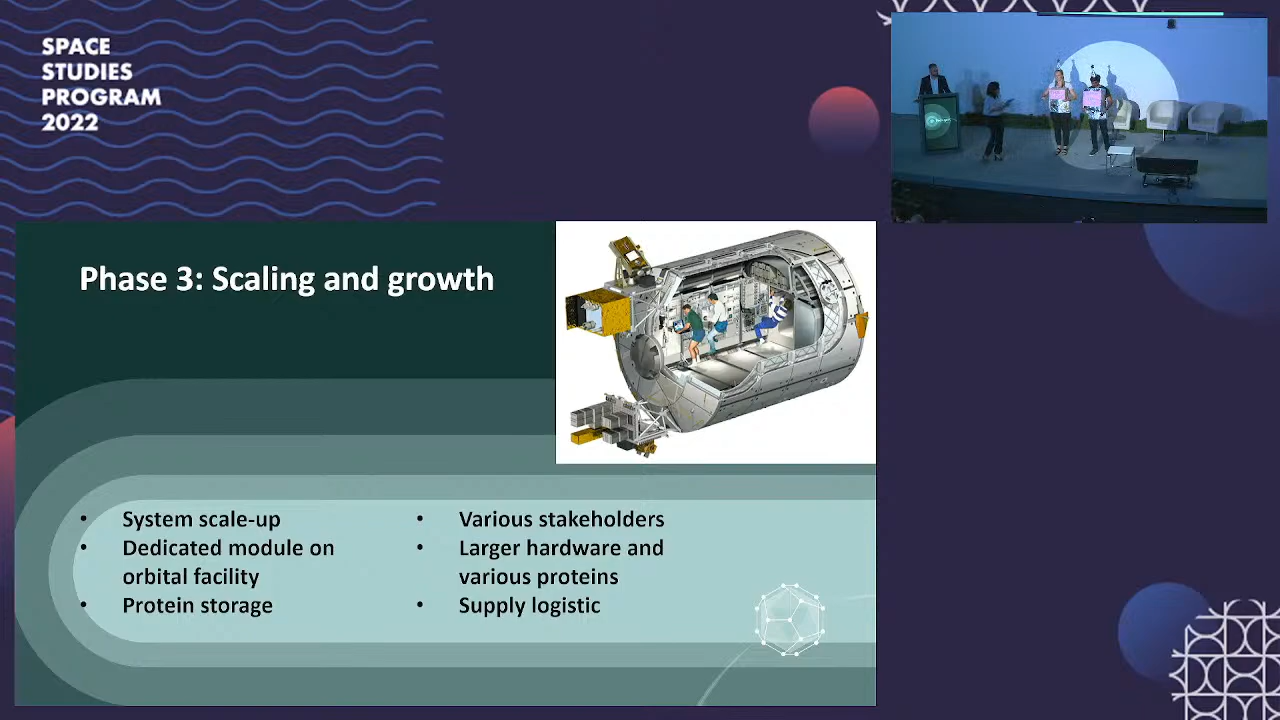 SPACE
STUDIES
PROGRAM
2022
Phase 3: Scaling and growth
• System scale-up
• Dedicated module on
orbital facility
• Protein storage
• Various stakeholders
• Larger hardware and
various proteins
• Supply logistic